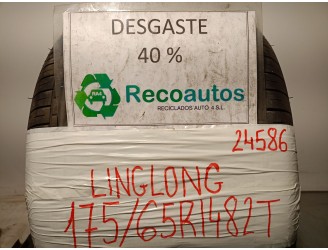 DESGASTE
40 %
Recoautos
RECICLADOS AUTO 4 S.L.
24586
LINGLONG
175/65R1482T